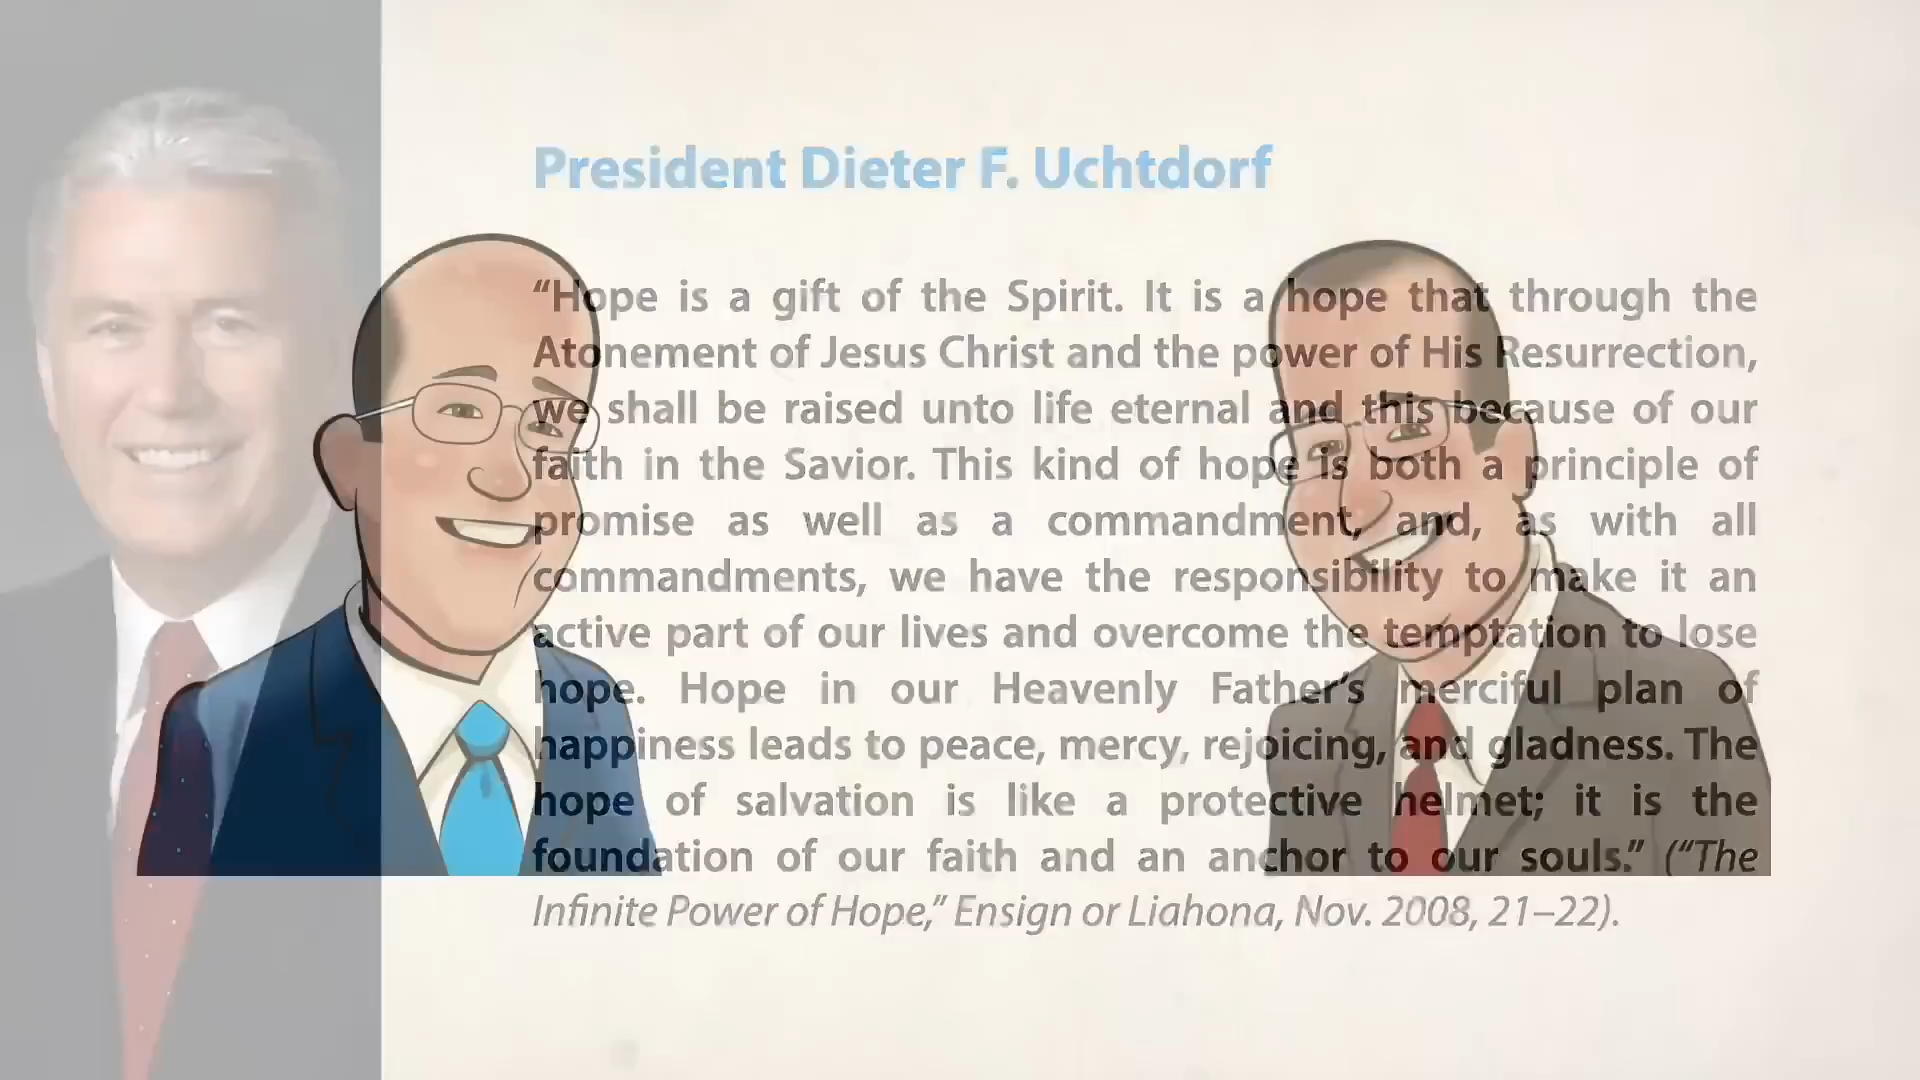 President Dieter F. Uchtdorf
“Hope is a gift of the Spirit. It is a hope that through the
Atonement of Jesus Christ and the power of His Resurrection,
we shall be raised unto life eternal and this because of our
faith in the Savior. This kind of hope is both a principle of
promise as well as a commandment, and, as with all
commandments, we have the responsibility to make it an
active part of our lives and overcome the temptation to lose
hope. Hope in our Heavenly Father’s merciful plan of
happiness leads to peace, mercy, rejoicing, and gladness. The
hope of salvation is like a protective helmet; it is the
foundation of our faith and an anchor to our souls.” (“The
Infinite Power of Hope,” Ensign or Liahona, Nov. 2008, 21–22).